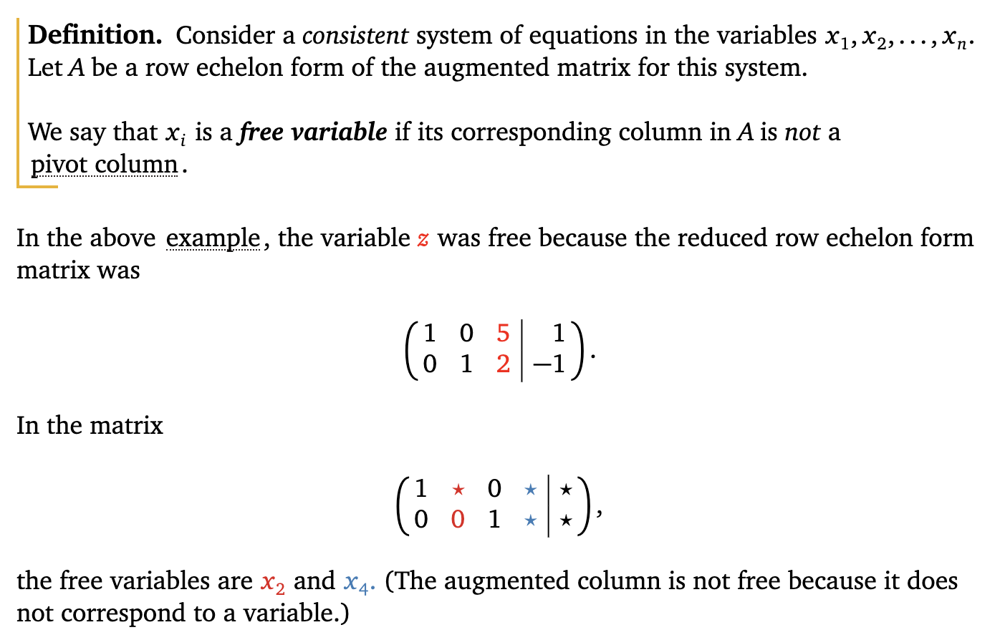 Definition. Consider a consistent system of equations in the variables x₁, x₂, . . . , xₙ.
Let A be a row echelon form of the augmented matrix for this system.
We say that xᵢ is a free variable if its corresponding column in A is not a
pivot column.
In the above example, the variable z was free because the reduced row echelon form
matrix was
( 1 0 5 | 1
0 1 2 | −1 ).
In the matrix
( 1 ⋆ 0 ⋆ | ⋆
0 0 1 ⋆ | ⋆ ),
the free variables are x₂ and x₄. (The augmented column is not free because it does
not correspond to a variable.)